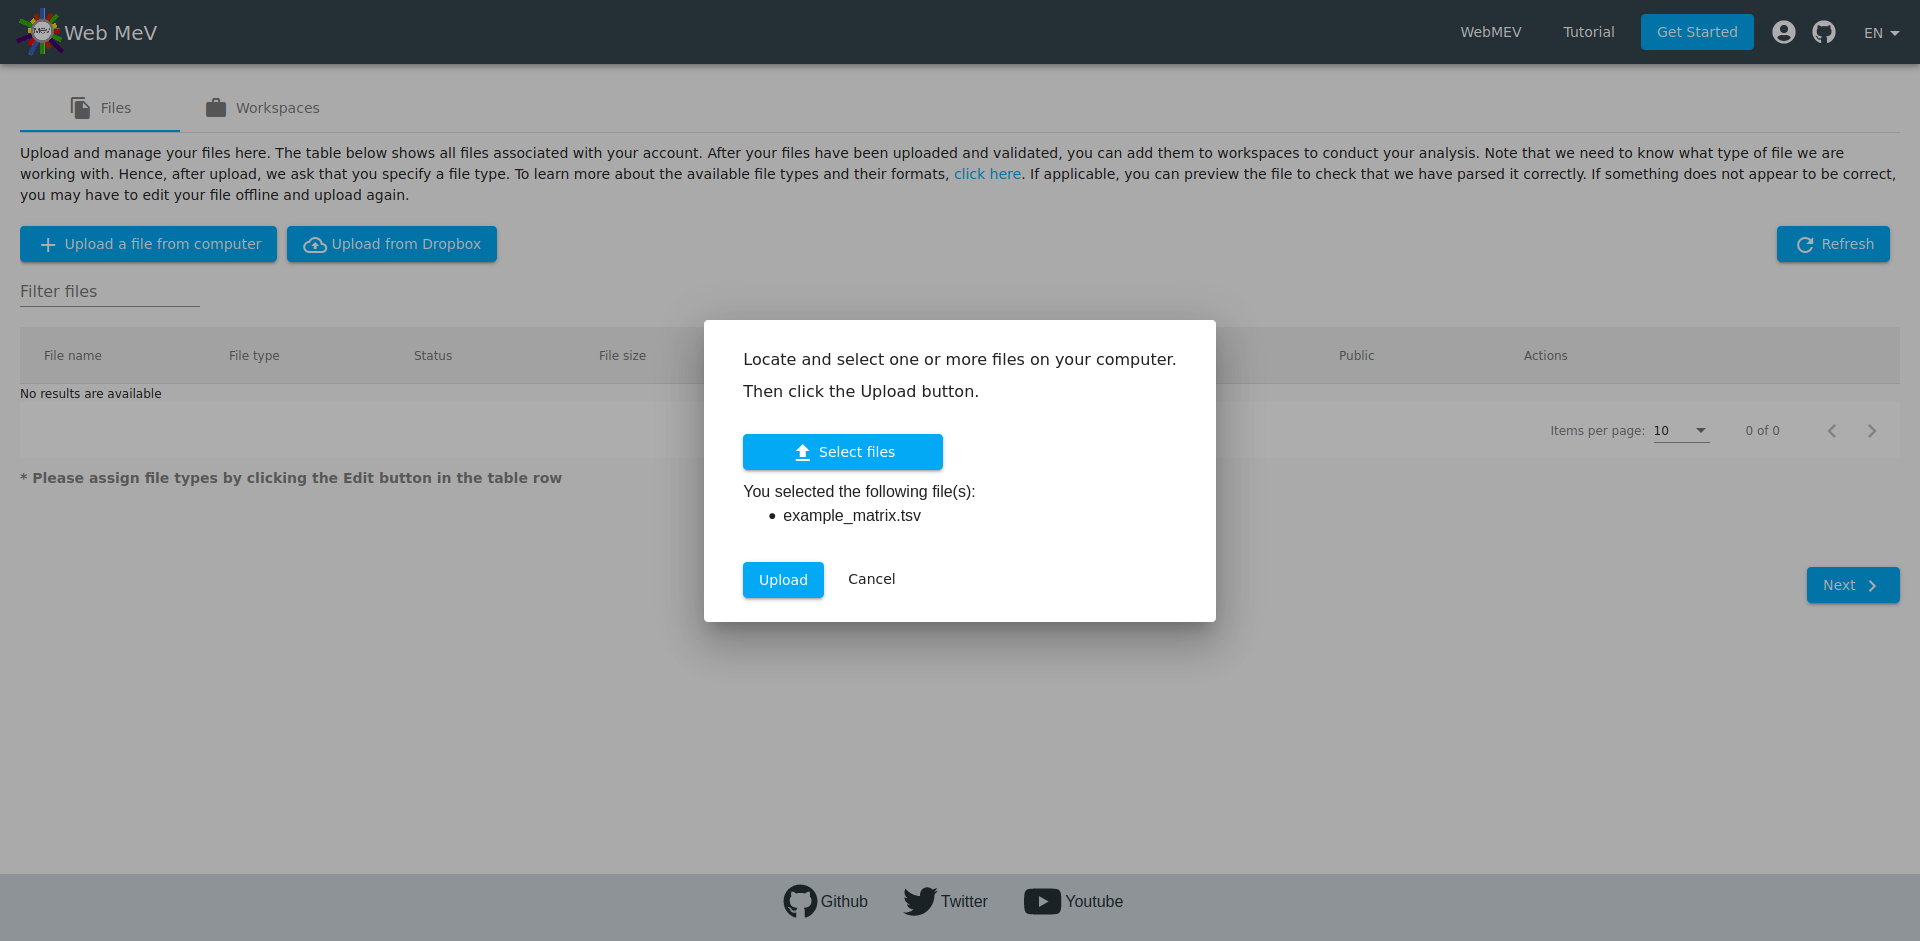 MeV
Web MeV
WebMEV
Tutorial
Get Started
EN
Files
Workspaces
Upload and manage your files here. The table below shows all files associated with your account. After your files have been uploaded and validated, you can add them to workspaces to conduct your analysis. Note that we need to know what type of file we are
working with. Hence, after upload, we ask that you specify a file type. To learn more about the available file types and their formats, click here. If applicable, you can preview the file to check that we have parsed it correctly. If something does not appear to be correct,
you may have to edit your file offline and upload again.
Upload a file from computer
Upload from Dropbox
Refresh
Filter files
File name
File type
Status
File size
Public
Actions
No results are available
Items per page:
10
0 of 0
* Please assign file types by clicking the Edit button in the table row
Locate and select one or more files on your computer.
Then click the Upload button.
Select files
You selected the following file(s):
• example_matrix.tsv
Upload
Cancel
Next
Github
Twitter
Youtube